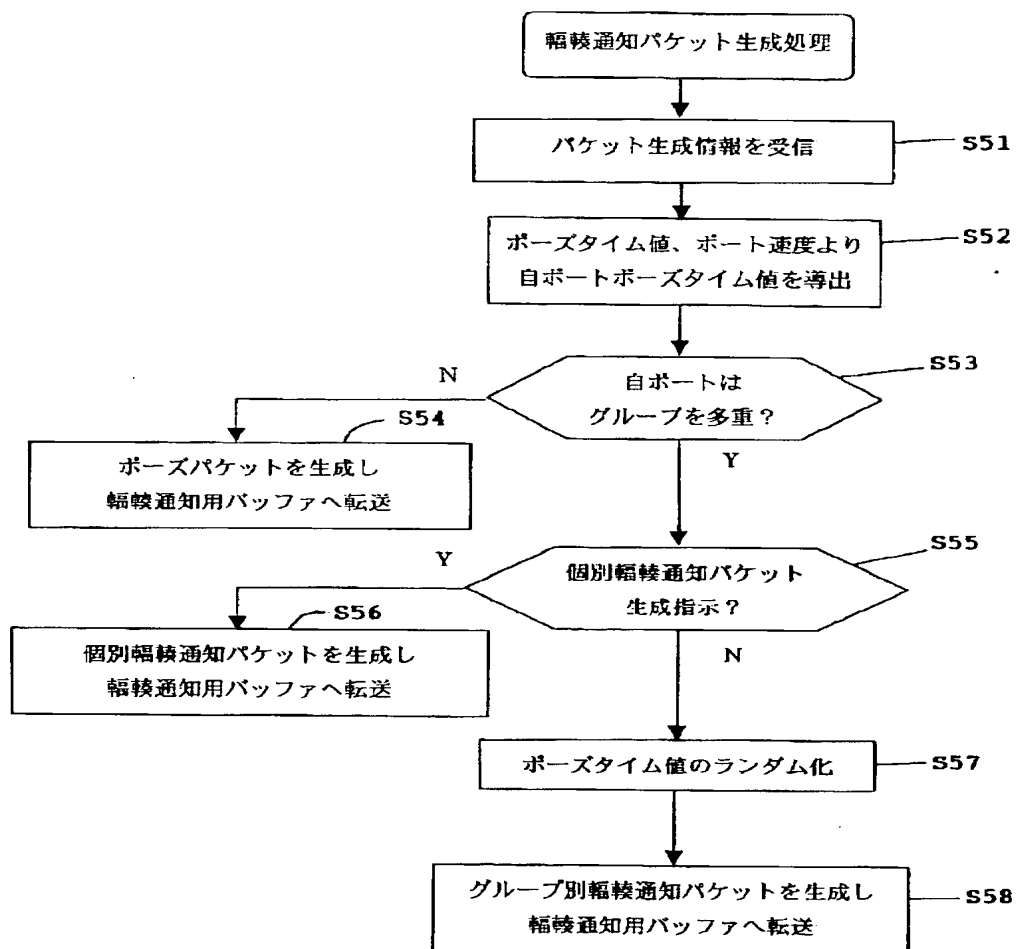 輻輳通知パケット生成処理
パケット生成情報を受信
S51
ポーズタイム値、ポート速度より
自ポートポーズタイム値を導出
S52
自ポートは
グループを多重？
S53
N
Y
S54
ポーズパケットを生成し
輻輳通知用バッファへ転送
個別輻輳通知パケット
生成指示？
S55
Y
N
S56
個別輻輳通知パケットを生成し
輻輳通知用バッファへ転送
ポーズタイム値のランダム化
S57
グループ別輻輳通知パケットを生成し
輻輳通知用バッファへ転送
S58